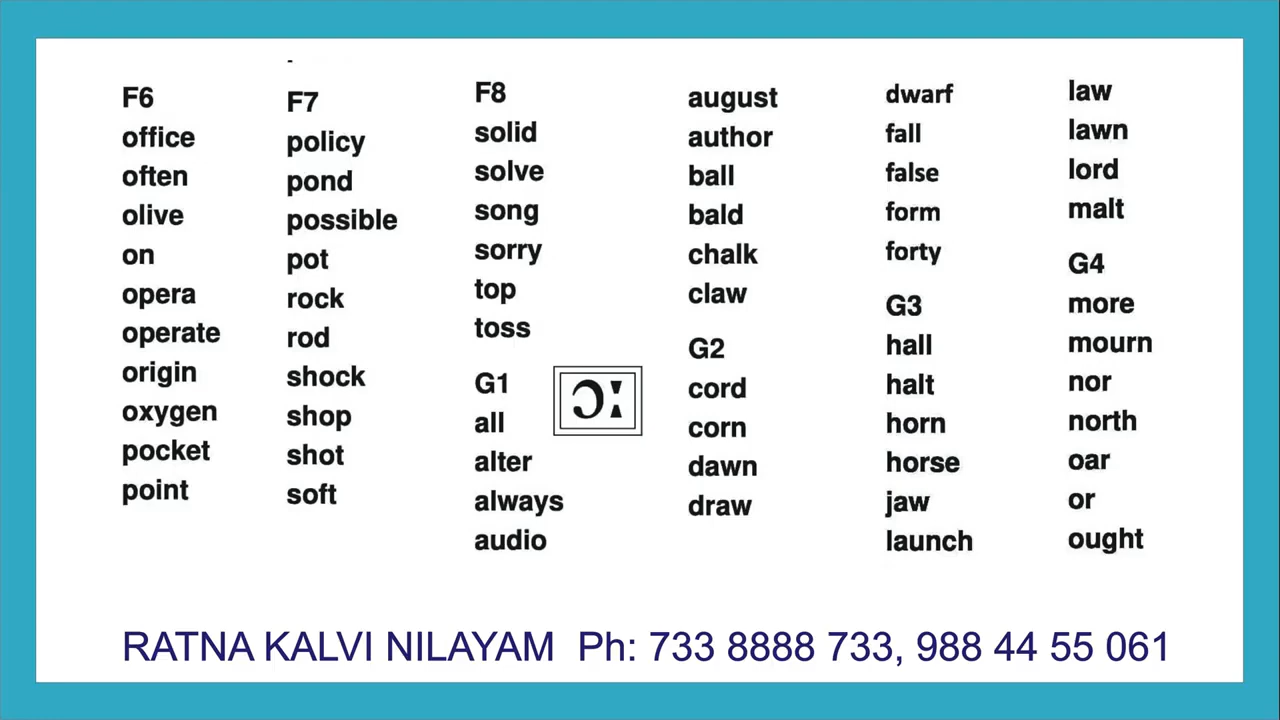 F6
office
often
olive
on
opera
operate
origin
oxygen
pocket
point
F7
policy
pond
possible
pot
rock
rod
shock
shop
shot
soft
F8
solid
solve
song
sorry
top
toss
G1
ɔː
all
alter
always
audio
august
author
ball
bald
chalk
claw
G2
cord
corn
dawn
draw
dwarf
fall
false
form
forty
G3
hall
halt
horn
horse
jaw
launch
law
lawn
lord
malt
G4
more
mourn
nor
north
oar
or
ought
RATNA KALVI NILAYAM Ph: 733 8888 733, 988 44 55 061